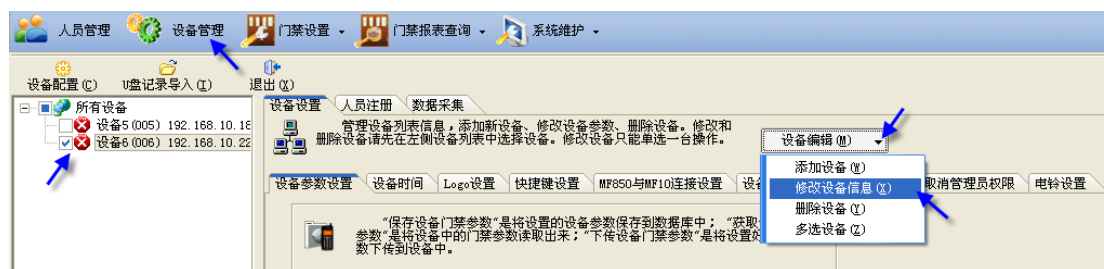 人员管理 设备管理 门禁设置 门禁报表查询 系统维护
设备配置(C) U盘记录导入(I) 退出(X)
所有设备
设备5(005) 192.168.10.18
设备6(006) 192.168.10.22
设备设置 人员注册 数据采集
管理设备列表信息，添加新设备、修改设备参数、删除设备。修改和
删除设备请先在左侧设备列表中选择设备。修改设备只能单选一台操作。
设备编辑(M)
添加设备(W)
修改设备信息(X)
删除设备(Y)
多选设备(Z)
设备参数设置 设备时间 Logo设置 快捷键设置 MF850与MF10连接设置 设 取消管理员权限 电铃设置
“保存设备门禁参数”是将设置的设备参数保存到数据库中； “获取
参数”是将设备中的门禁参数读取出来；“下传设备门禁参数”是将设置好
数下传到设备中。